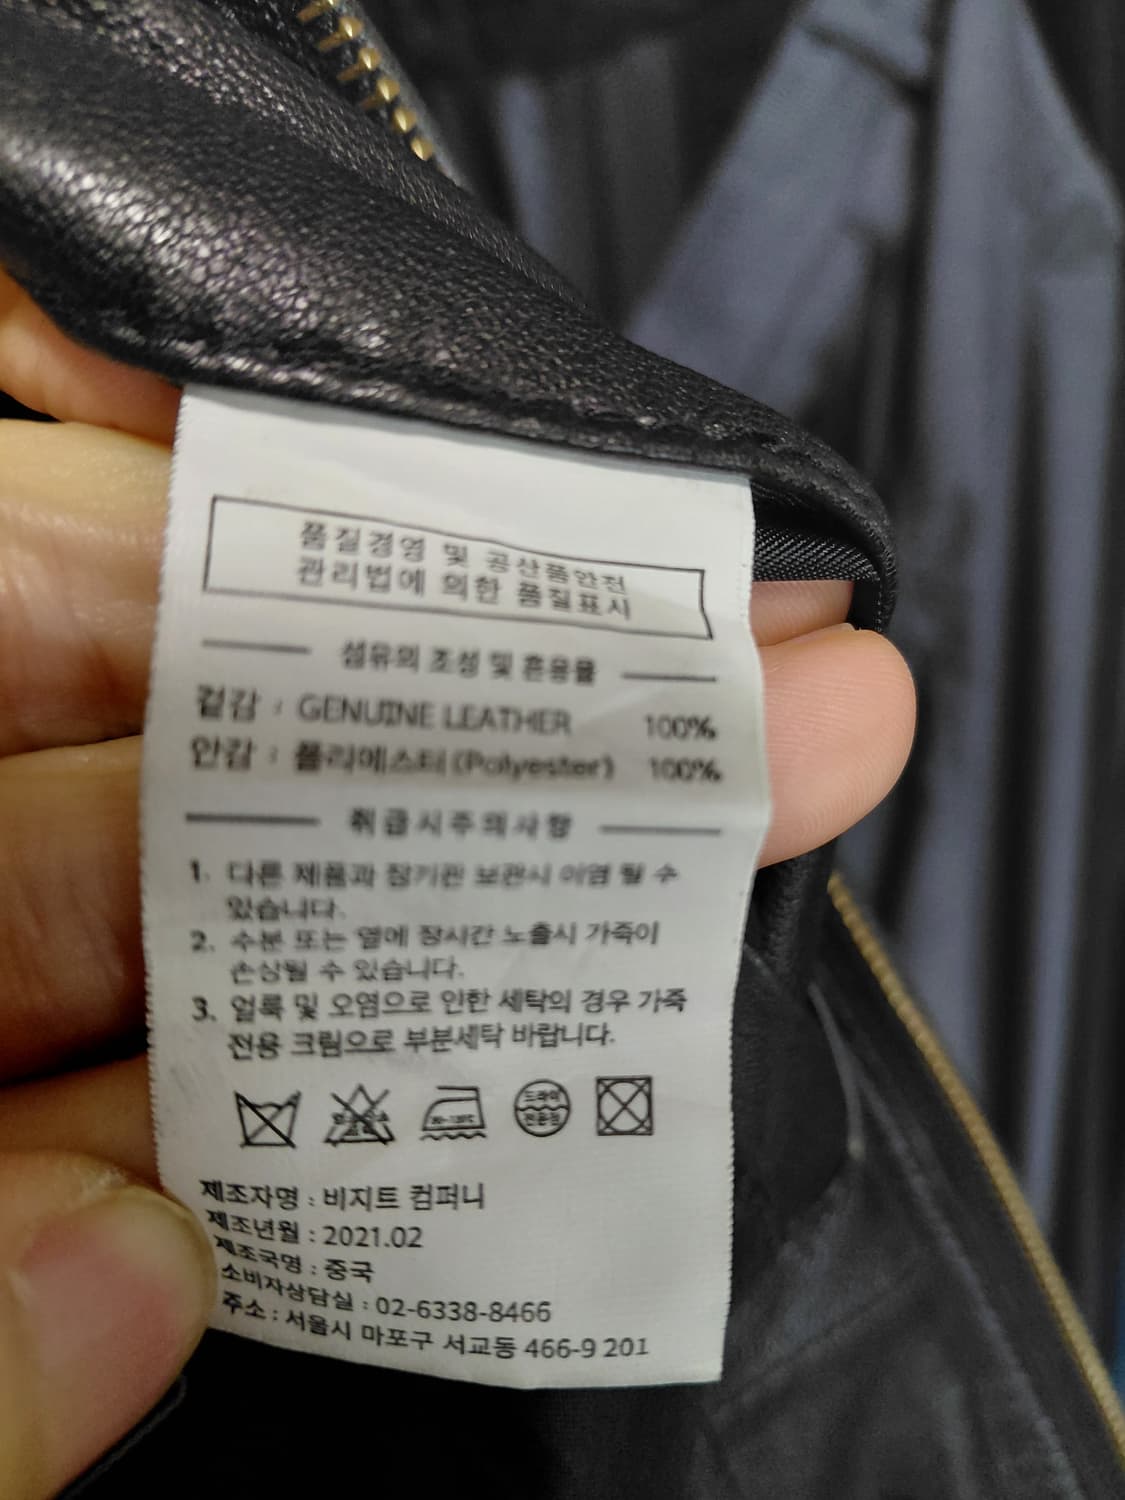 품질경영 및 공산품안전
관리법에 의한 품질표시
섬유의 조성 및 혼용율
겉감 : GENUINE LEATHER 100%
안감 : 폴리에스터(Polyester) 100%
취급시주의사항
1. 다른 제품과 장기관 보관시 이염 될 수
있습니다.
2. 수분 또는 열에 장시간 노출시 가죽이
손상될 수 있습니다.
3. 얼룩 및 오염으로 인한 세탁의 경우 가죽
전용 크림으로 부분세탁 바랍니다.
드라이
전문점
제조자명 : 비지트 컴퍼니
제조년월 : 2021.02
제조국명 : 중국
소비자상담실 : 02-6338-8466
주소 : 서울시 마포구 서교동 466-9 201